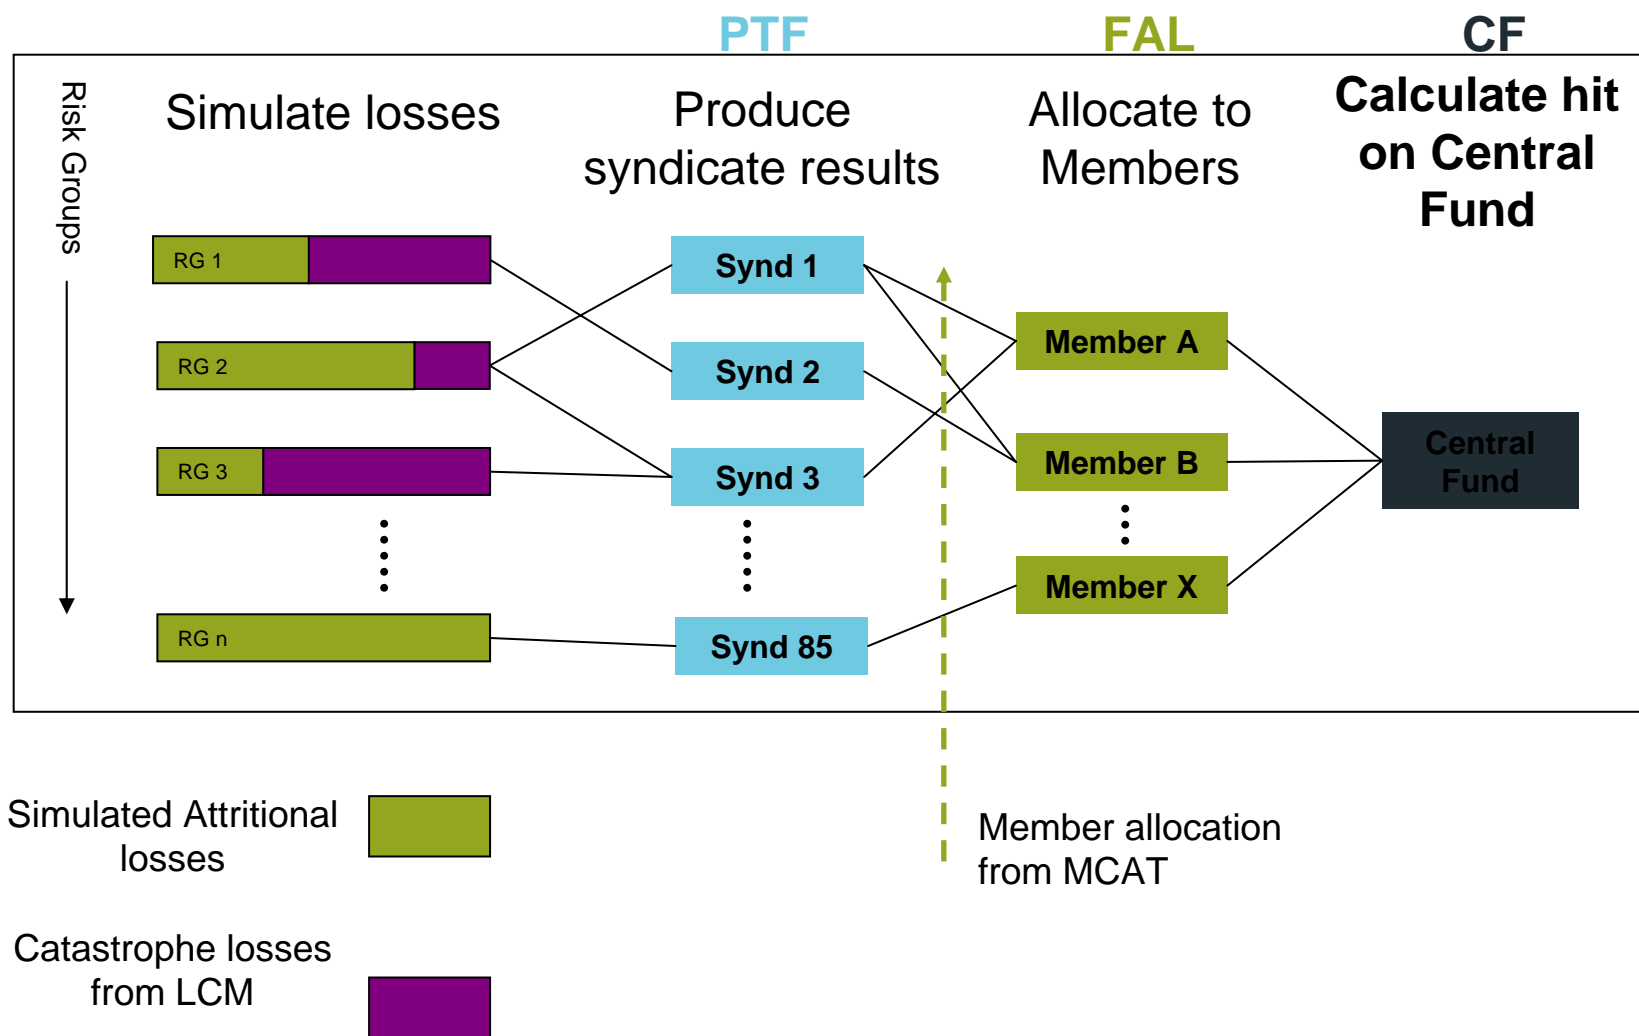 PTF
FAL
CF
Risk Groups
Simulate losses
Produce
syndicate results
Allocate to
Members
Calculate hit
on Central
Fund
RG 1
RG 2
RG 3
RG n
Synd 1
Synd 2
Synd 3
Synd 85
Member A
Member B
Member X
Central
Fund
Simulated Attritional
losses
Member allocation
from MCAT
Catastrophe losses
from LCM